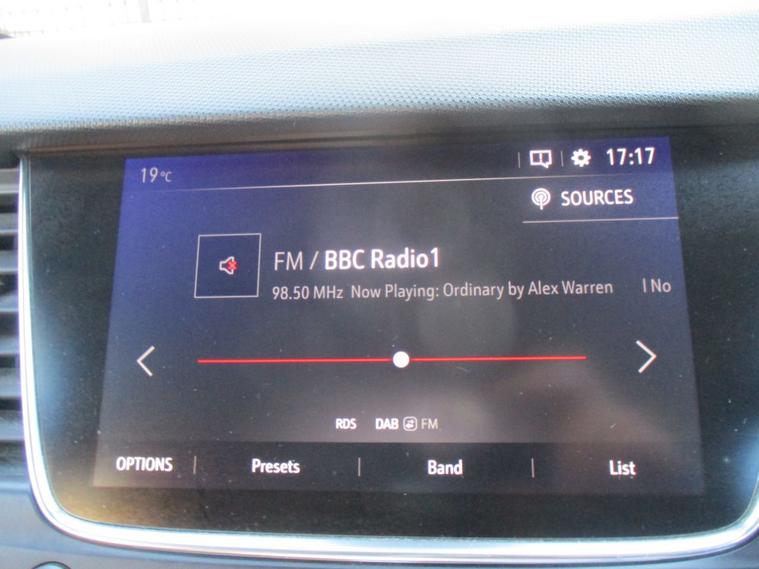 19°C
17:17
SOURCES
FM / BBC Radio1
98.50 MHz Now Playing: Ordinary by Alex Warren I No
RDS DAB FM
OPTIONS | Presets | Band | List